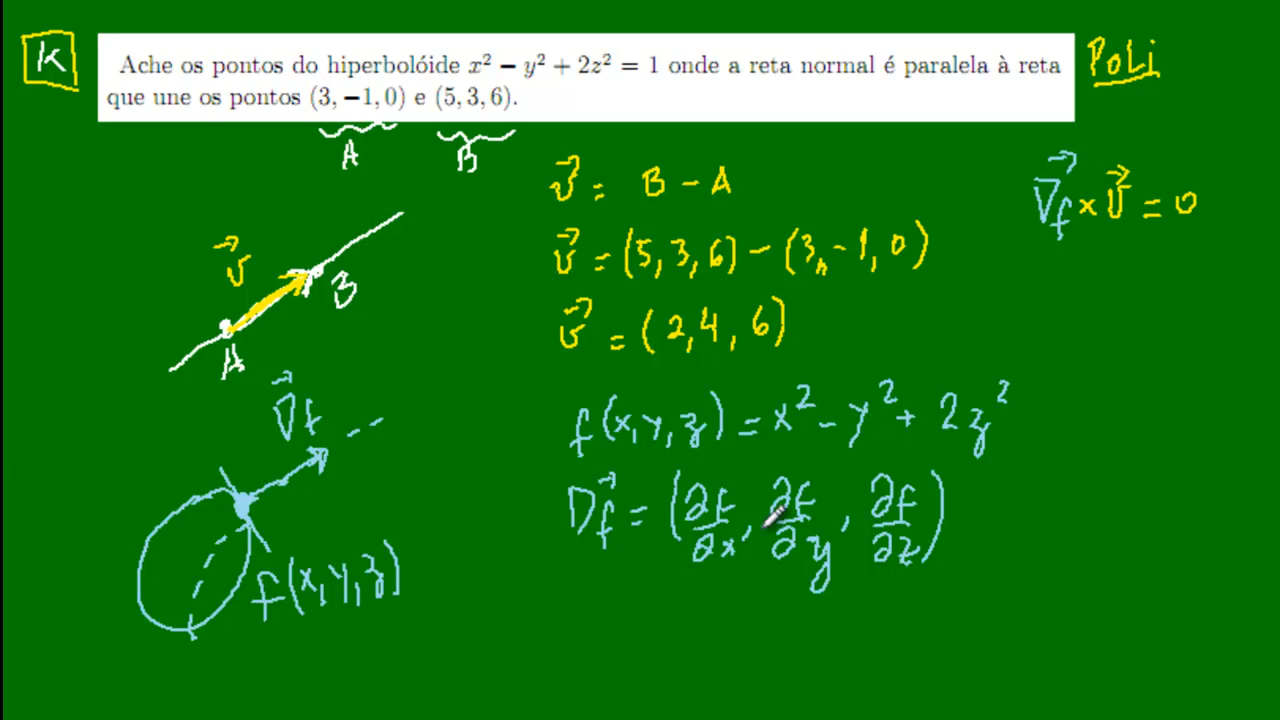 K
Ache os pontos do hiperbolóide x² − y² + 2z² = 1 onde a reta normal é paralela à reta
que une os pontos (3, −1, 0) e (5, 3, 6).
POLi
A
B
v⃗ = B - A
∇⃗f × v⃗ = 0
v⃗ = (5, 3, 6) - (3, -1, 0)
v⃗
B
A
v⃗ = (2, 4, 6)
∇⃗f
f(x, y, z) = x² - y² + 2z²
∇f⃗ = (∂f/∂x, ∂f/∂y, ∂f/∂z)
f(x, y, z)